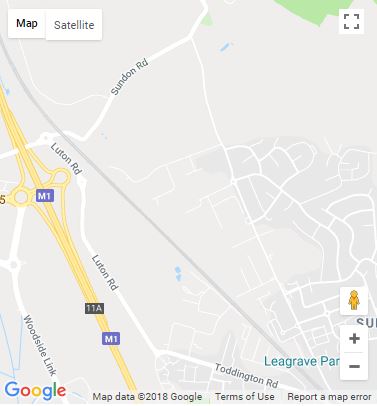 Map
Satellite
Sundon Rd
Luton Rd
M1
5
Luton Rd
11A
M1
Woodside Link
SU
Leagrave Par
Toddington Rd
+
−
Google
Map data ©2018 Google
Terms of Use
Report a map error